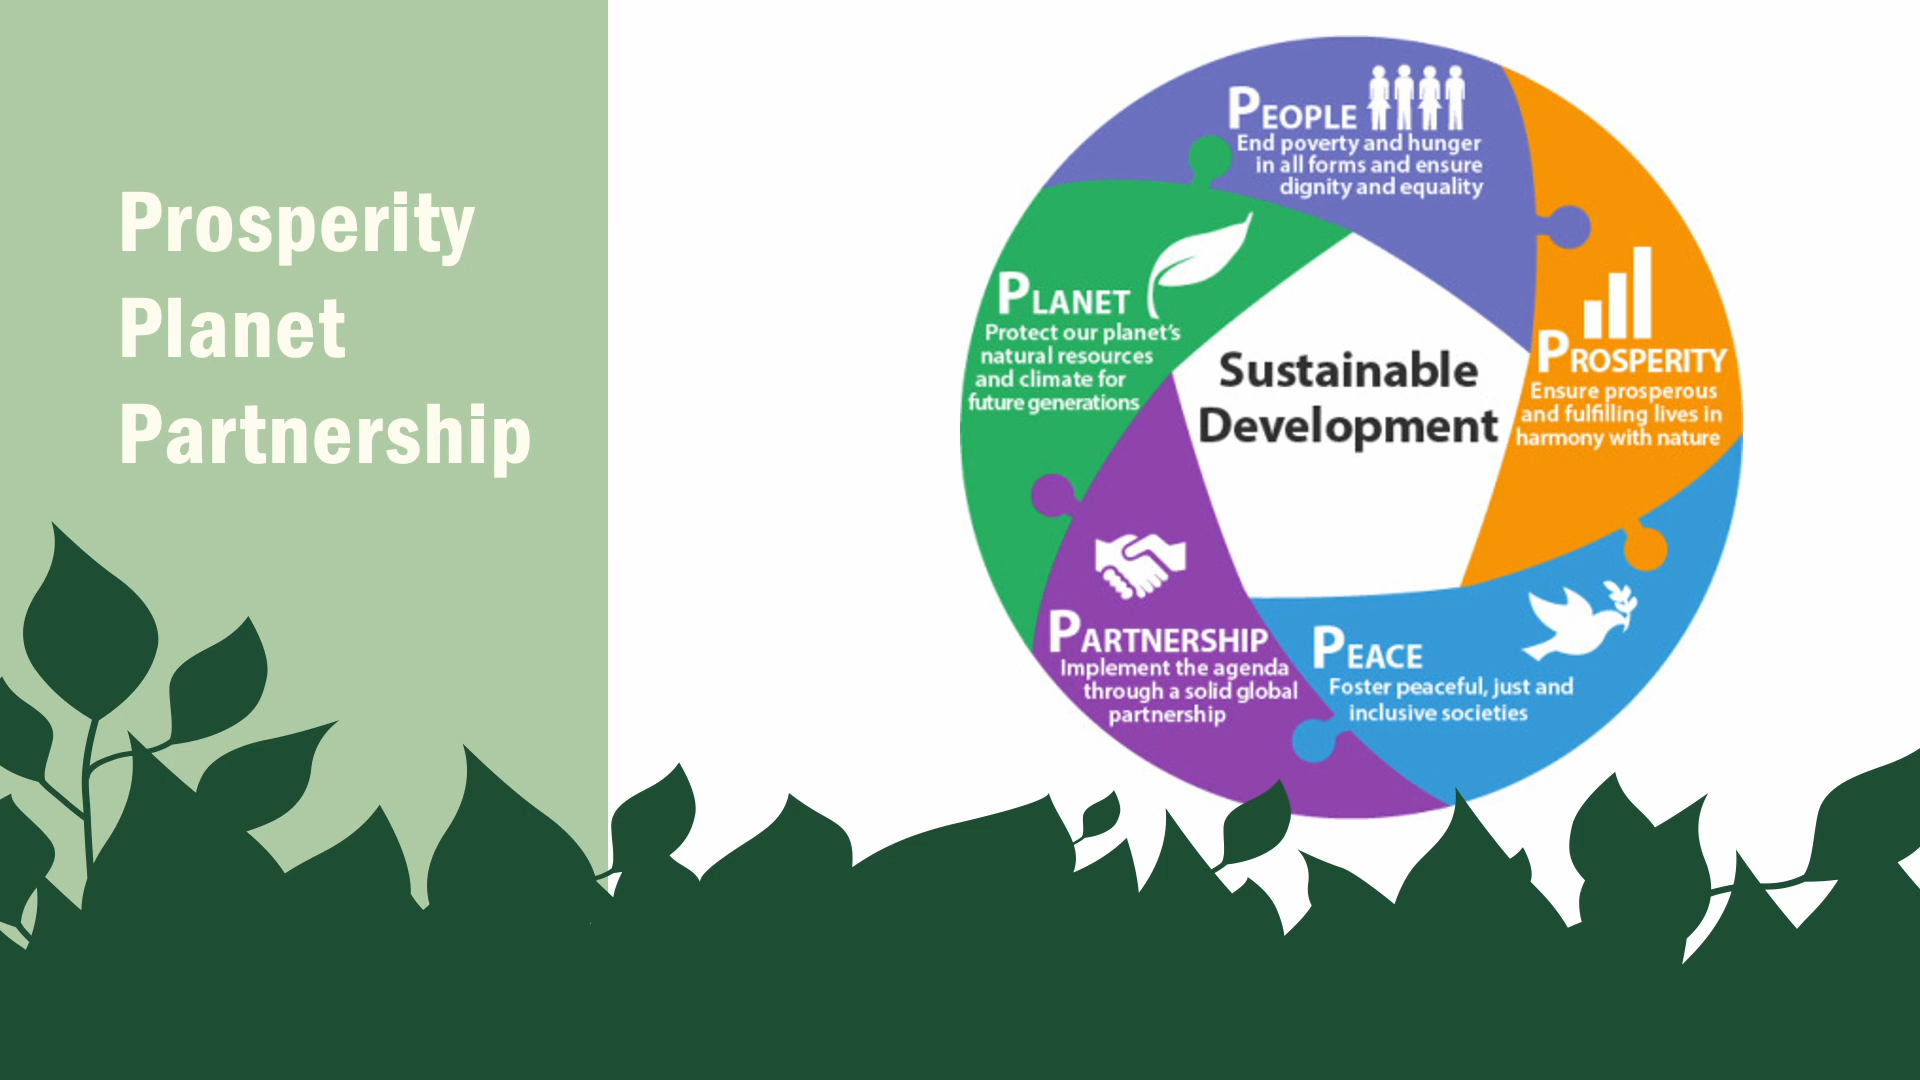 Prosperity
Planet
Partnership
PEOPLE
End poverty and hunger
in all forms and ensure
dignity and equality
PROSPERITY
Ensure prosperous
and fulfilling lives in
harmony with nature
PLANET
Protect our planet's
natural resources
and climate for
future generations
Sustainable
Development
PARTNERSHIP
Implement the agenda
through a solid global
partnership
PEACE
Foster peaceful, just and
inclusive societies